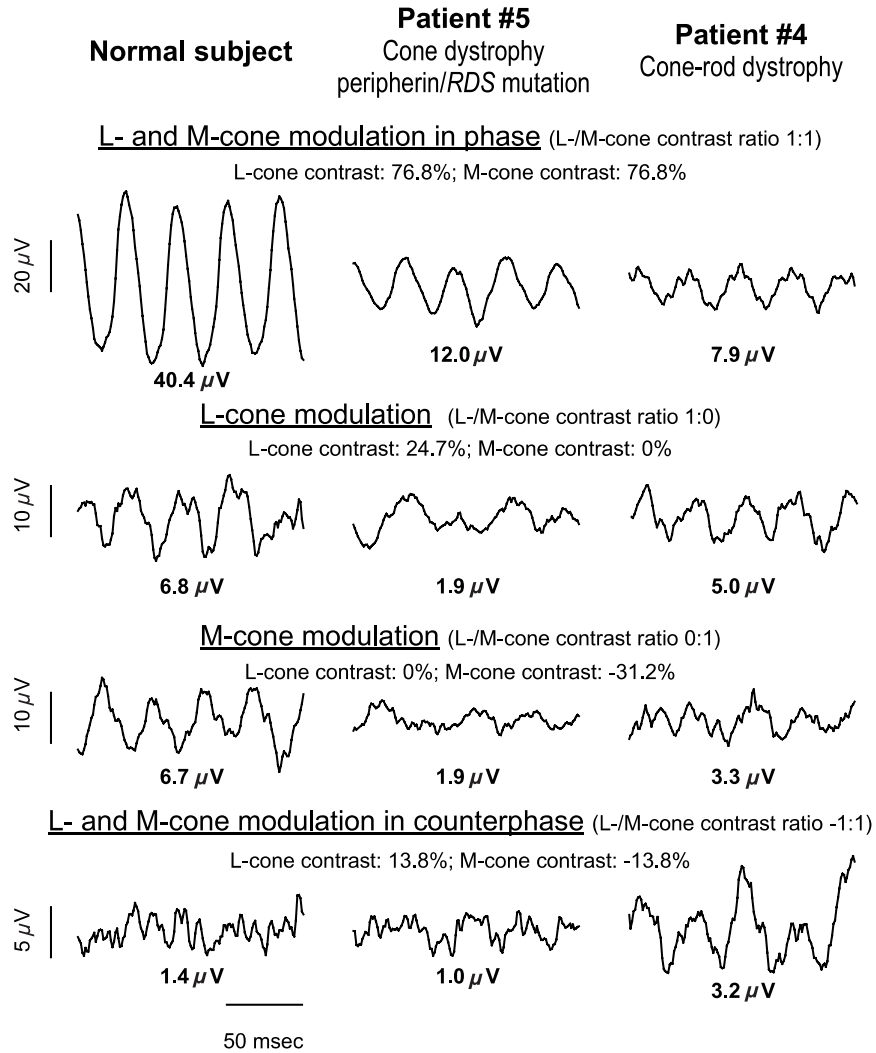 Normal subject
Patient #5
Cone dystrophy
peripherin/RDS mutation
Patient #4
Cone-rod dystrophy
L- and M-cone modulation in phase (L-/M-cone contrast ratio 1:1)
L-cone contrast: 76.8%; M-cone contrast: 76.8%
20 µV
40.4 µV
12.0 µV
7.9 µV
L-cone modulation (L-/M-cone contrast ratio 1:0)
L-cone contrast: 24.7%; M-cone contrast: 0%
10 µV
6.8 µV
1.9 µV
5.0 µV
M-cone modulation (L-/M-cone contrast ratio 0:1)
L-cone contrast: 0%; M-cone contrast: -31.2%
10 µV
6.7 µV
1.9 µV
3.3 µV
L- and M-cone modulation in counterphase (L-/M-cone contrast ratio -1:1)
L-cone contrast: 13.8%; M-cone contrast: -13.8%
5 µV
1.4 µV
1.0 µV
3.2 µV
50 msec